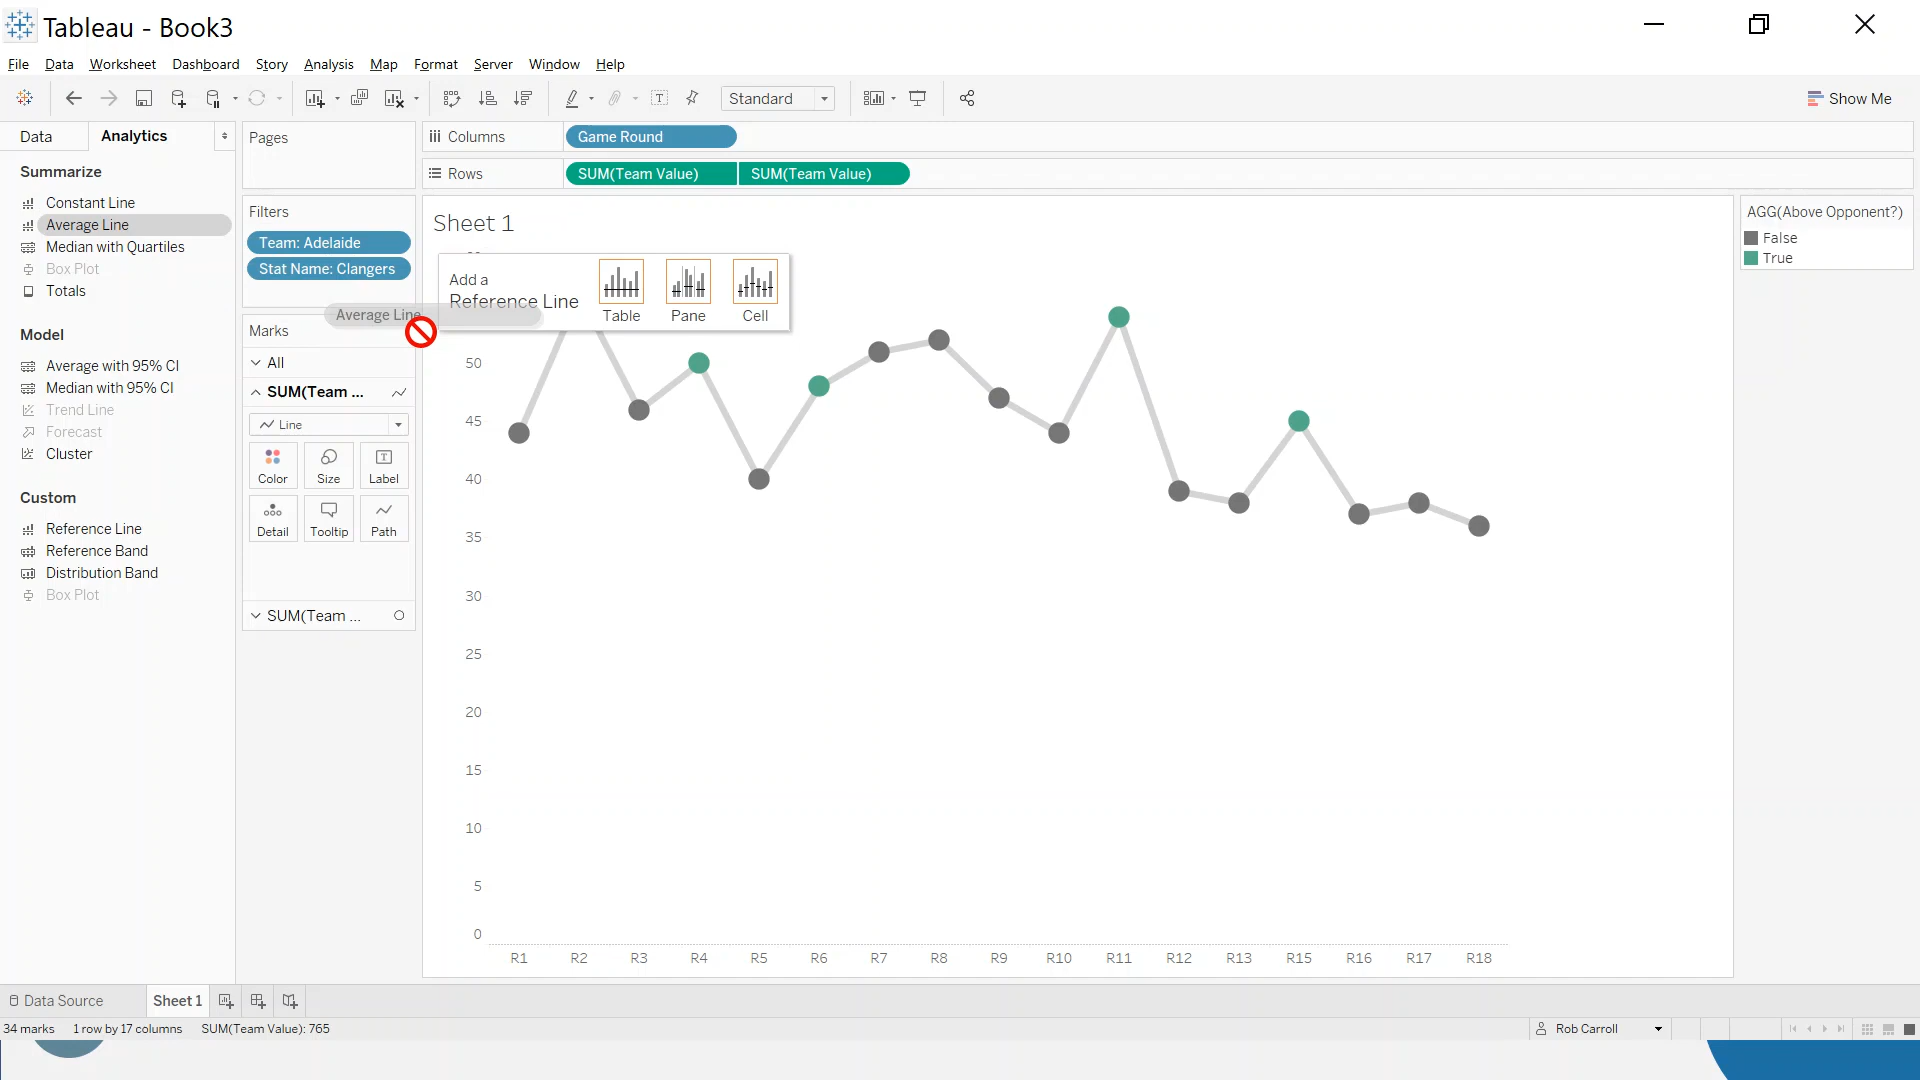 Tableau - Book3
File Data Worksheet Dashboard Story Analysis Map Format Server Window Help
Standard
Show Me
Data Analytics
Pages
Columns
Game Round
Rows
SUM(Team Value) SUM(Team Value)
Summarize
Constant Line
Average Line
Median with Quartiles
Box Plot
Totals
Model
Average with 95% CI
Median with 95% CI
Trend Line
Forecast
Cluster
Custom
Reference Line
Reference Band
Distribution Band
Box Plot
Filters
Team: Adelaide
Stat Name: Clangers
Average Line
Marks
All
SUM(Team ...
Line
Color Size Label
Detail Tooltip Path
SUM(Team ...
Sheet 1
Add a
Reference Line
Table Pane Cell
50
45
40
35
30
25
20
15
10
5
0
R1 R2 R3 R4 R5 R6 R7 R8 R9 R10 R11 R12 R13 R15 R16 R17 R18
AGG(Above Opponent?)
False
True
Data Source Sheet 1
34 marks 1 row by 17 columns SUM(Team Value): 765
Rob Carroll